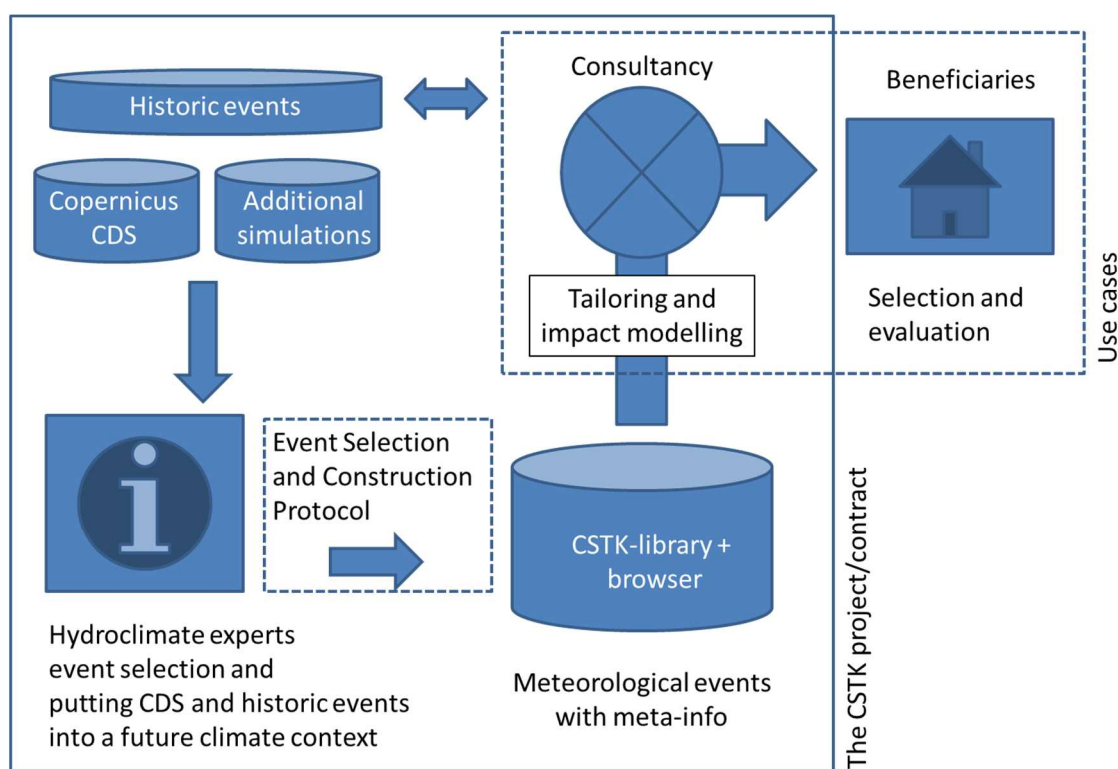 Historic events
Copernicus
CDS
Additional
simulations
Consultancy
Beneficiaries
Tailoring and
impact modelling
Selection and
evaluation
Use cases
Event Selection
and Construction
Protocol
CSTK-library +
browser
Hydroclimate experts
event selection and
putting CDS and historic events
into a future climate context
Meteorological events
with meta-info
The CSTK project/contract